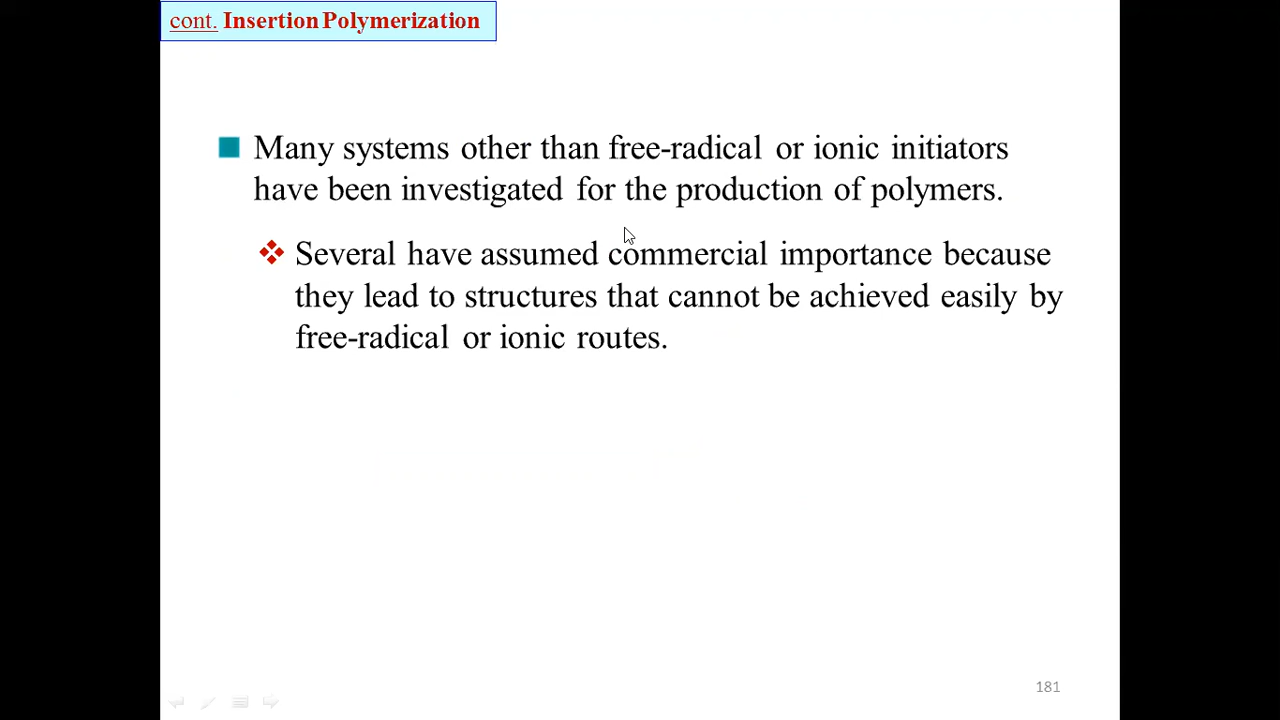 cont. Insertion Polymerization
Many systems other than free-radical or ionic initiators
have been investigated for the production of polymers.
Several have assumed commercial importance because
they lead to structures that cannot be achieved easily by
free-radical or ionic routes.
181